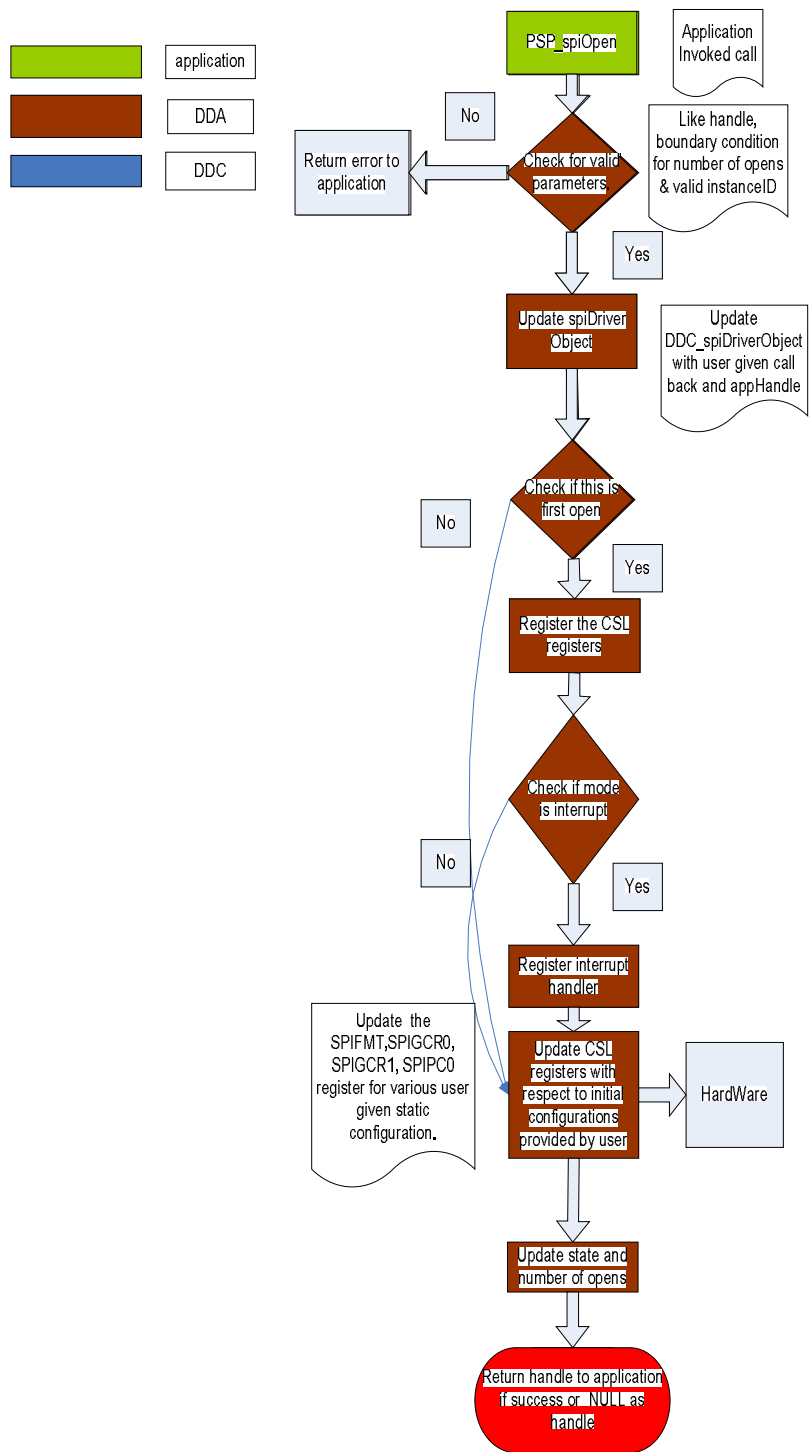 PSP_spiOpen
Application
Invoked call
application
DDA
DDC
No
Return error to
application
Check for valid
parameters.
Like handle,
boundary condition
for number of opens
& valid instanceID
Yes
Update spiDriver
Object
Update
DDC_spiDriverObject
with user given call
back and appHandle
Check if this is
first open
No
Yes
Register the CSL
registers
Check if mode
is interrupt
No
Yes
Register interrupt
handler
Update the
SPIFMT,SPIGCR0,
SPIGCR1, SPIPC0
register for various user
given static
configuration.
Update CSL
registers with
respect to initial
configurations
provided by user
HardWare
Update state and
number of opens
Return handle to application
if success or NULL as
handle